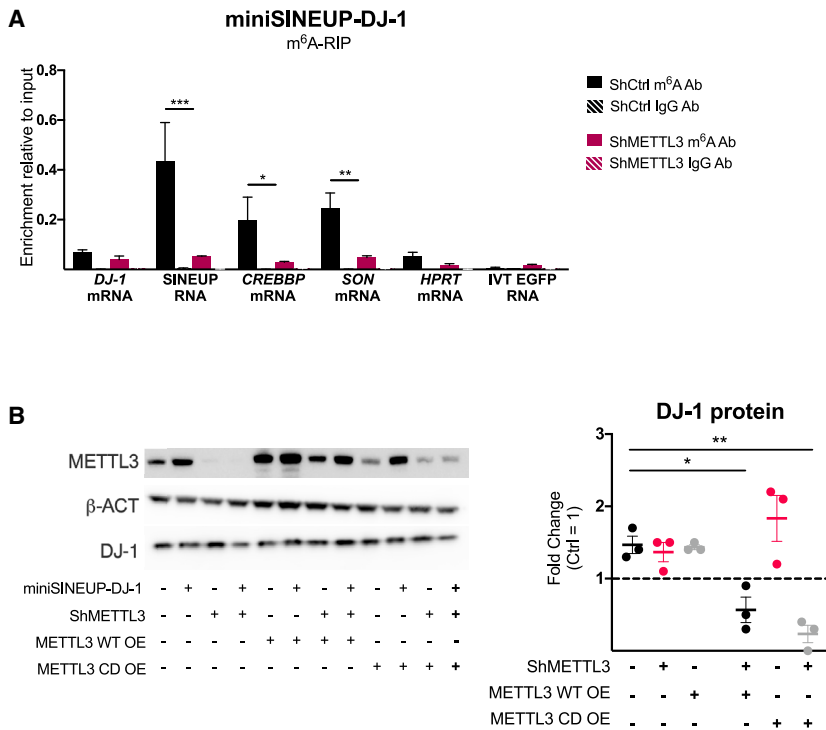 A
miniSINEUP-DJ-1
m⁶A-RIP
Enrichment relative to input
0.8
0.6
0.4
0.2
***
*
**
DJ-1 mRNA
SINEUP RNA
CREBBP mRNA
SON mRNA
HPRT mRNA
IVT EGFP RNA
ShCtrl m⁶A Ab
ShCtrl IgG Ab
ShMETTL3 m⁶A Ab
ShMETTL3 IgG Ab
B
METTL3
β-ACT
DJ-1
miniSINEUP-DJ-1 - + - + - + - + - + - +
ShMETTL3 - - + + - - + + - - + +
METTL3 WT OE - - - - + + + + - - - -
METTL3 CD OE - - - - - - - - + + + +
DJ-1 protein
Fold Change
(Ctrl = 1)
3
2
1
**
*
ShMETTL3 - + - + - +
METTL3 WT OE - - + + - -
METTL3 CD OE - - - - + +